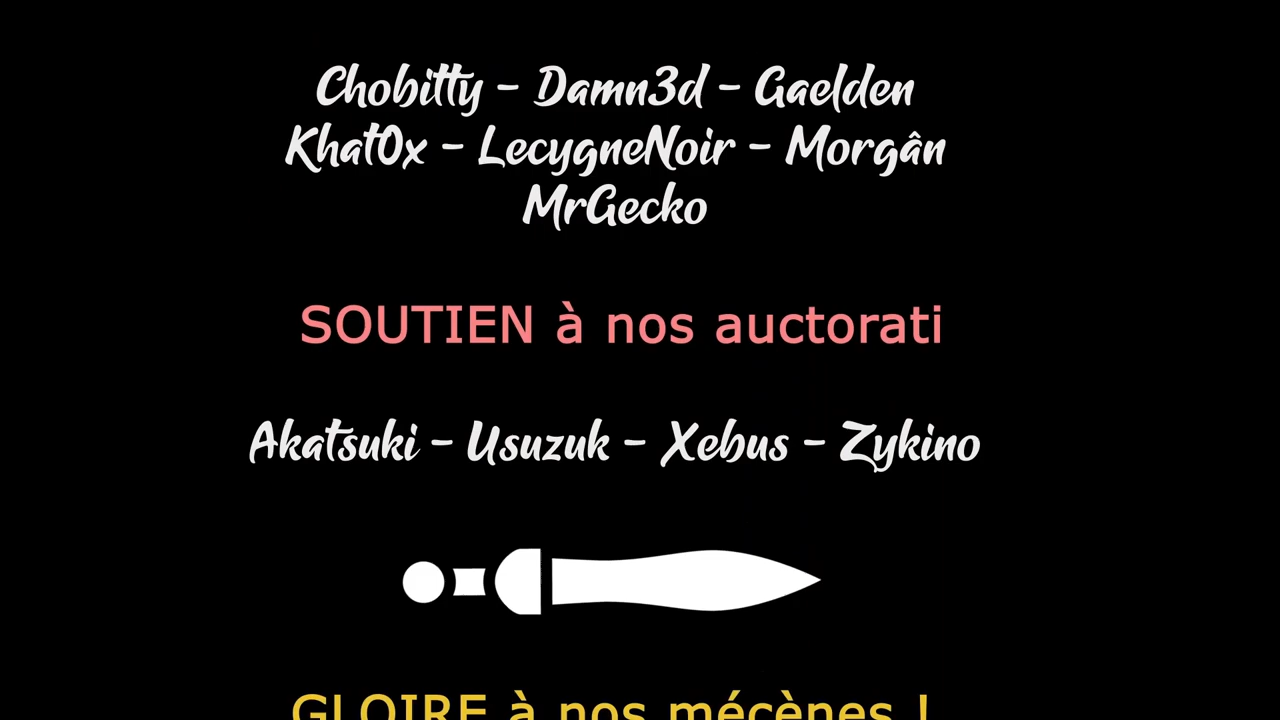 Chobitty - Damn3d - Gaelden
Khat0x - LecygneNoir - Morgân
MrGecko
SOUTIEN à nos auctorati
Akatsuki - Usuzuk - Xebus - Zykino
GLOIRE à nos mécènes !